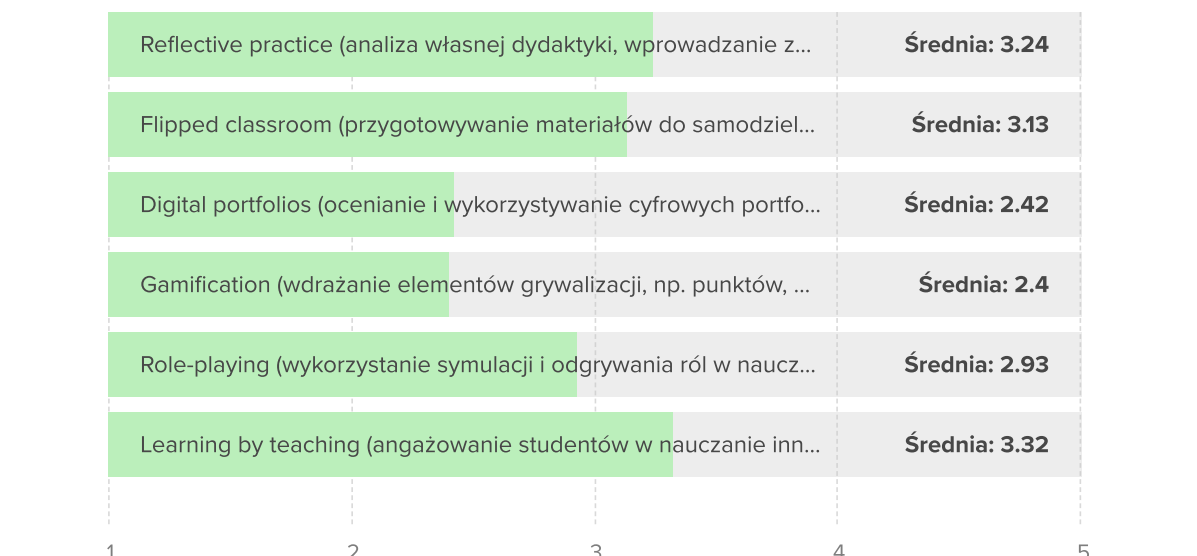 Reflective practice (analiza własnej dydaktyki, wprowadzanie z... Średnia: 3.24
Flipped classroom (przygotowywanie materiałów do samodziel... Średnia: 3.13
Digital portfolios (ocenianie i wykorzystywanie cyfrowych portfo... Średnia: 2.42
Gamification (wdrażanie elementów grywalizacji, np. punktów, ... Średnia: 2.4
Role-playing (wykorzystanie symulacji i odgrywania ról w naucz... Średnia: 2.93
Learning by teaching (angażowanie studentów w nauczanie inn... Średnia: 3.32
1 2 3 4 5